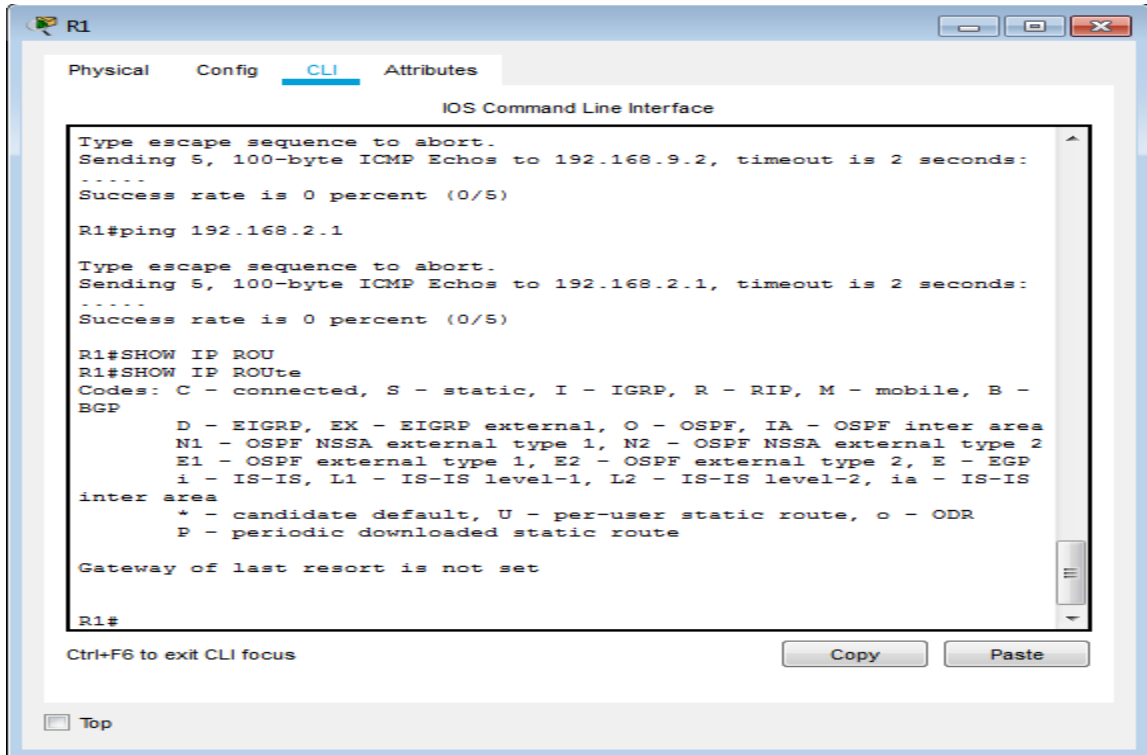 R1
Physical Config CLI Attributes
IOS Command Line Interface
Type escape sequence to abort.
Sending 5, 100-byte ICMP Echos to 192.168.9.2, timeout is 2 seconds:
.....
Success rate is 0 percent (0/5)
R1#ping 192.168.2.1
Type escape sequence to abort.
Sending 5, 100-byte ICMP Echos to 192.168.2.1, timeout is 2 seconds:
.....
Success rate is 0 percent (0/5)
R1#SHOW IP ROU
R1#SHOW IP ROUte
Codes: C - connected, S - static, I - IGRP, R - RIP, M - mobile, B -
BGP
D - EIGRP, EX - EIGRP external, O - OSPF, IA - OSPF inter area
N1 - OSPF NSSA external type 1, N2 - OSPF NSSA external type 2
E1 - OSPF external type 1, E2 - OSPF external type 2, E - EGP
i - IS-IS, L1 - IS-IS level-1, L2 - IS-IS level-2, ia - IS-IS
inter area
* - candidate default, U - per-user static route, o - ODR
P - periodic downloaded static route
Gateway of last resort is not set
R1#
Ctrl+F6 to exit CLI focus Copy Paste
Top